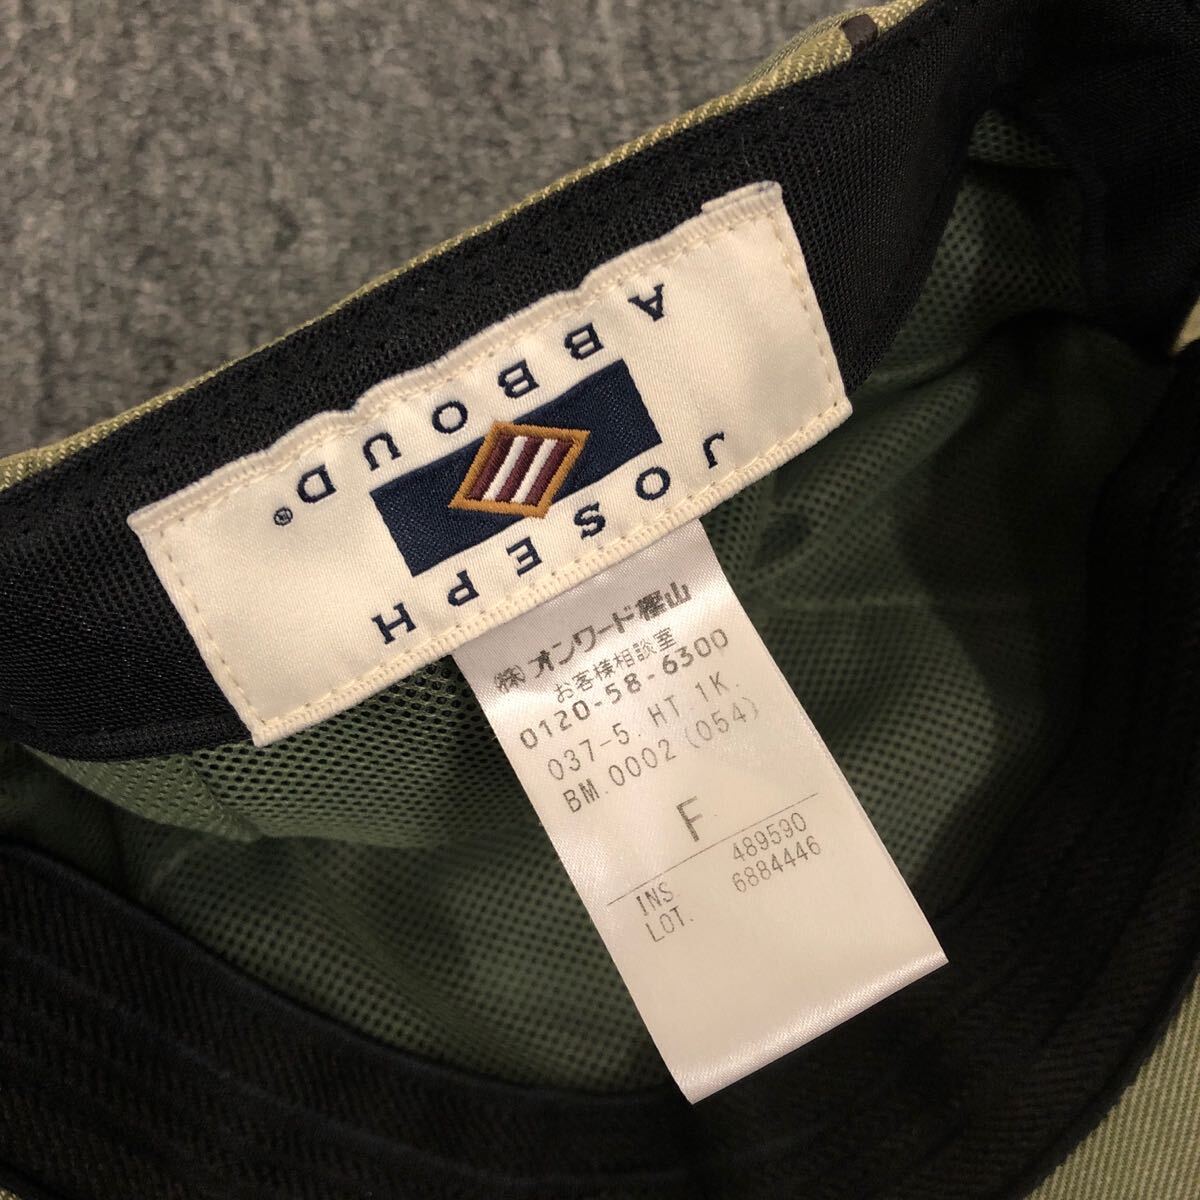 JOSEPH
ABBOUD®
㈱オンワード樫山
お客様相談室
0120-58-6300
037-5. HT. 1K.
BM. 0002 (054)
F
INS 489590
LOT. 6884446